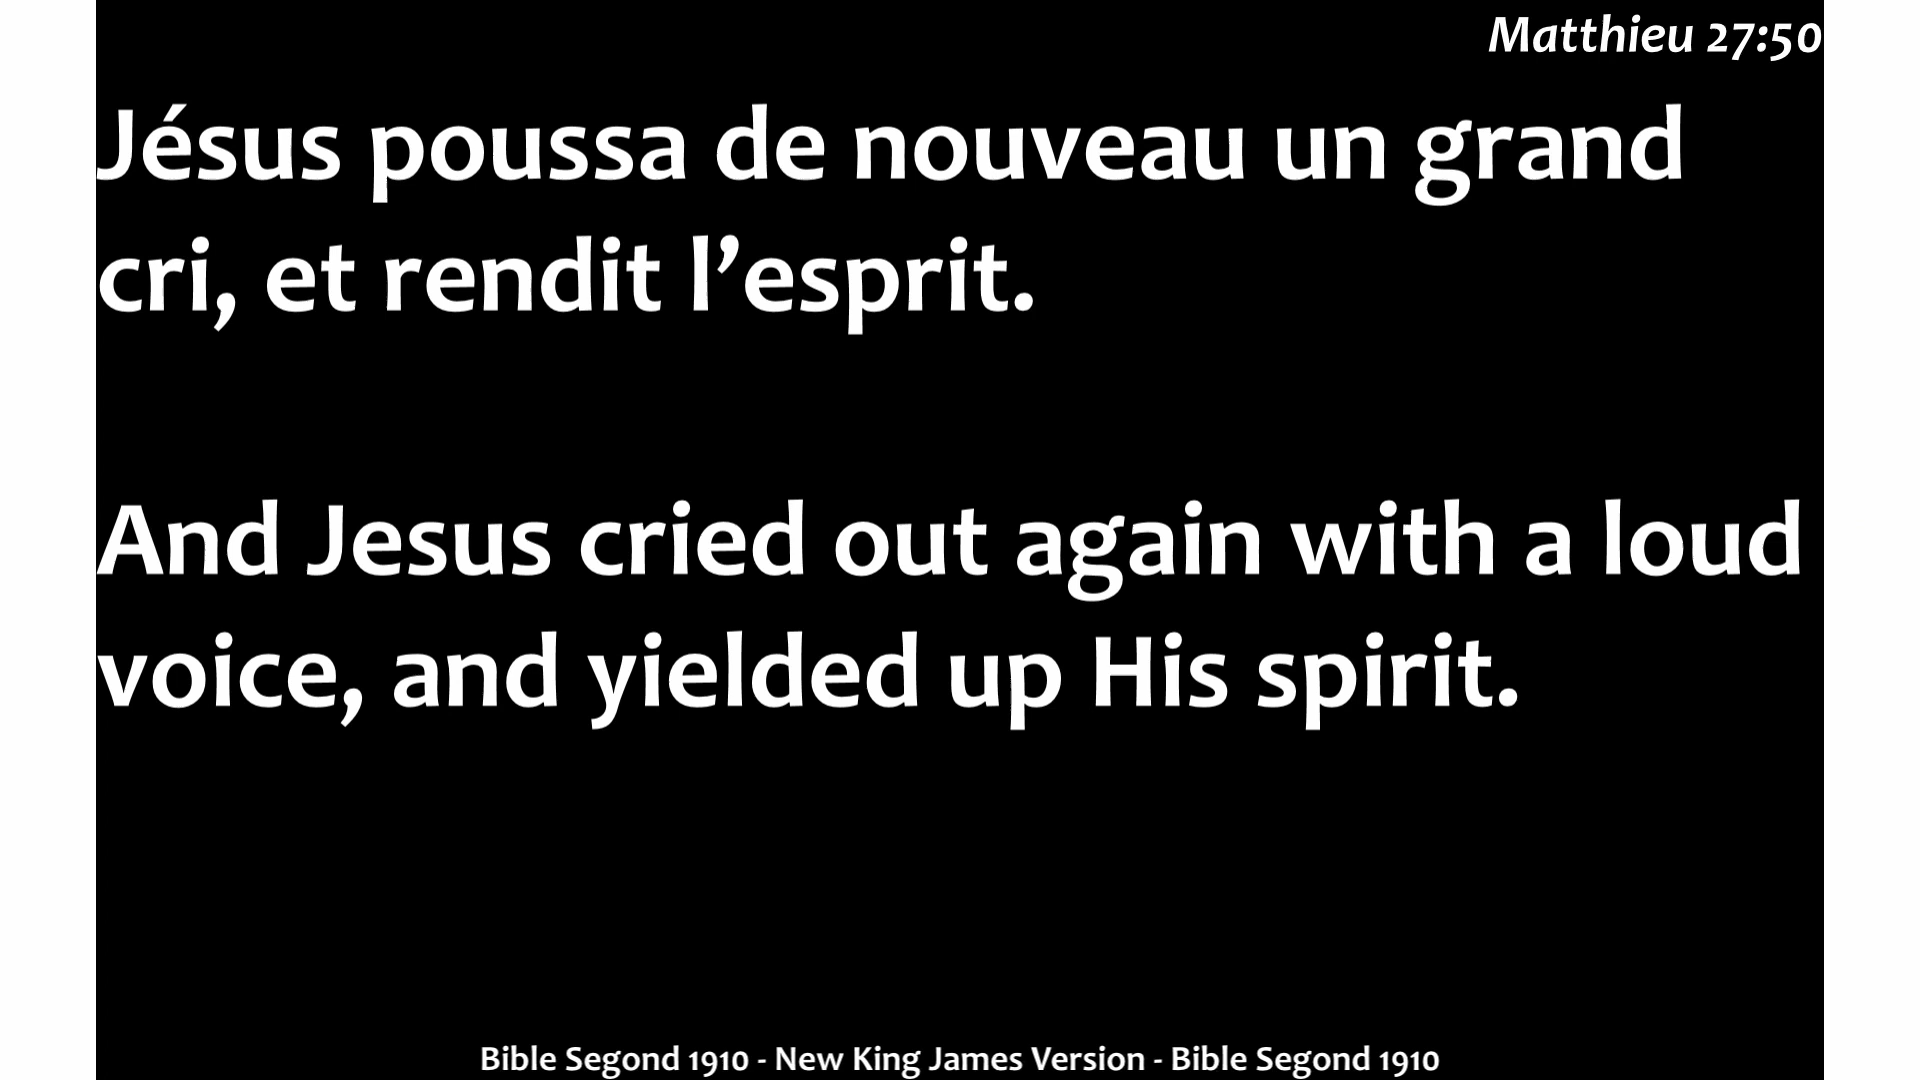 Matthieu 27:50
Jésus poussa de nouveau un grand
cri, et rendit l’esprit.
And Jesus cried out again with a loud
voice, and yielded up His spirit.
Bible Segond 1910 - New King James Version - Bible Segond 1910